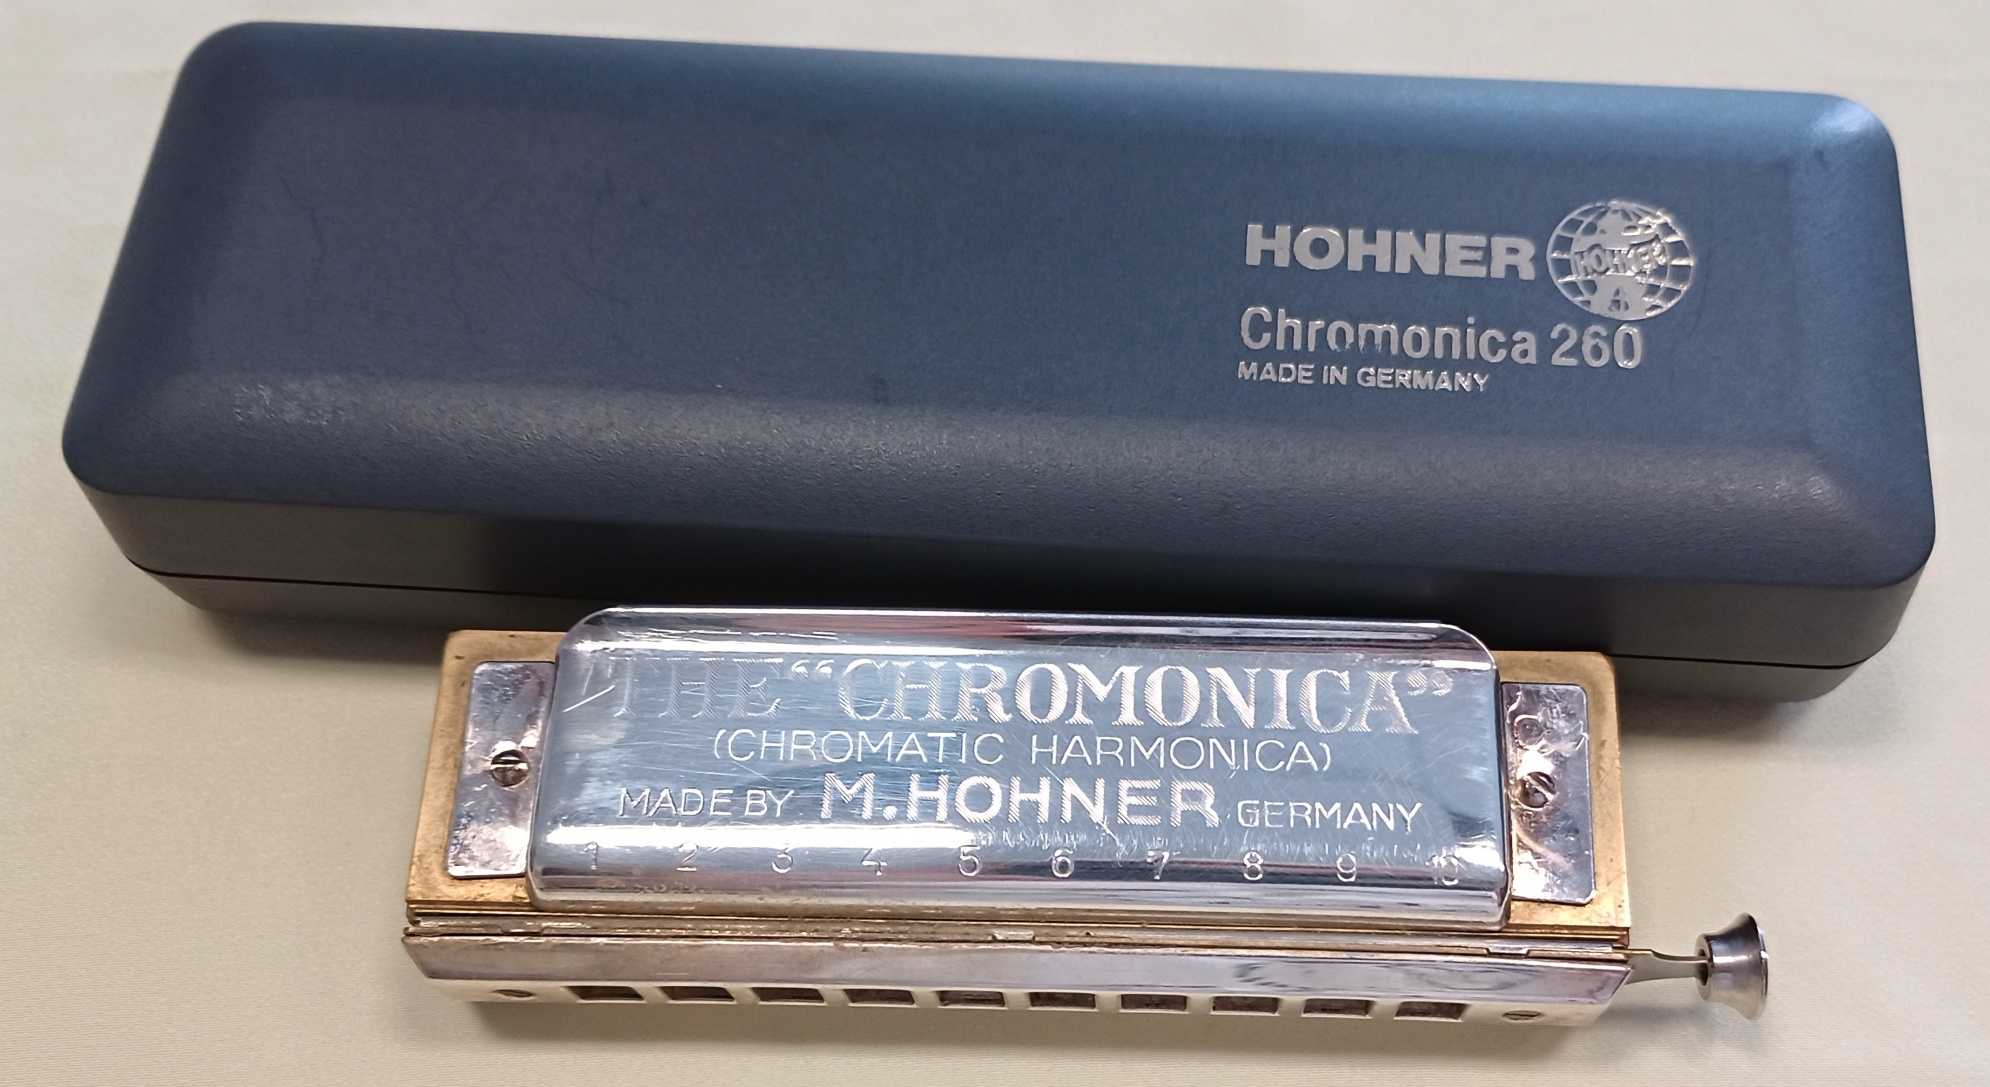 HOHNER HOHNER
Chromonica 260
MADE IN GERMANY
THE “CHROMONICA”
(CHROMATIC HARMONICA)
MADE BY M. HOHNER GERMANY
1 2 3 4 5 6 7 8 9 10
C